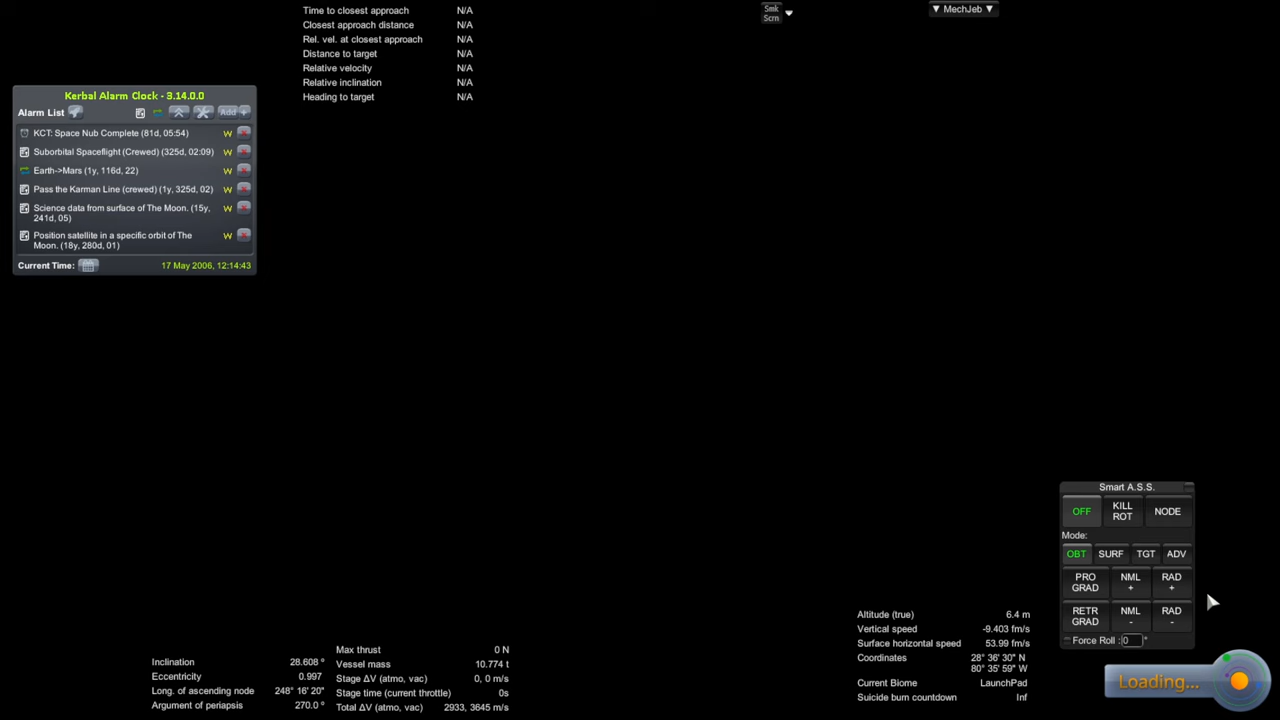 Time to closest approach N/A
Closest approach distance N/A
Rel. vel. at closest approach N/A
Distance to target N/A
Relative velocity N/A
Relative inclination N/A
Heading to target N/A
Smk
Scrn
▼ MechJeb ▼
Kerbal Alarm Clock - 3.14.0.0
Alarm List Add +
KCT: Space Nub Complete (81d, 05:54) W
Suborbital Spaceflight (Crewed) (325d, 02:09) W
Earth->Mars (1y, 116d, 22) W
Pass the Karman Line (crewed) (1y, 325d, 02) W
Science data from surface of The Moon. (15y, W
241d, 05)
Position satellite in a specific orbit of The W
Moon. (18y, 280d, 01)
Current Time: 17 May 2006, 12:14:43
Smart A.S.S.
OFF KILL ROT NODE
Mode:
OBT SURF TGT ADV
PRO GRAD NML + RAD +
RETR GRAD NML - RAD -
Force Roll : 0 °
Inclination 28.608 °
Eccentricity 0.997
Long. of ascending node 248° 16' 20"
Argument of periapsis 270.0 °
Max thrust 0 N
Vessel mass 10.774 t
Stage ΔV (atmo, vac) 0, 0 m/s
Stage time (current throttle) 0s
Total ΔV (atmo, vac) 2933, 3645 m/s
Altitude (true) 6.4 m
Vertical speed -9.403 fm/s
Surface horizontal speed 53.99 fm/s
Coordinates 28° 36' 30" N
80° 35' 59" W
Current Biome LaunchPad
Suicide burn countdown Inf
Loading...